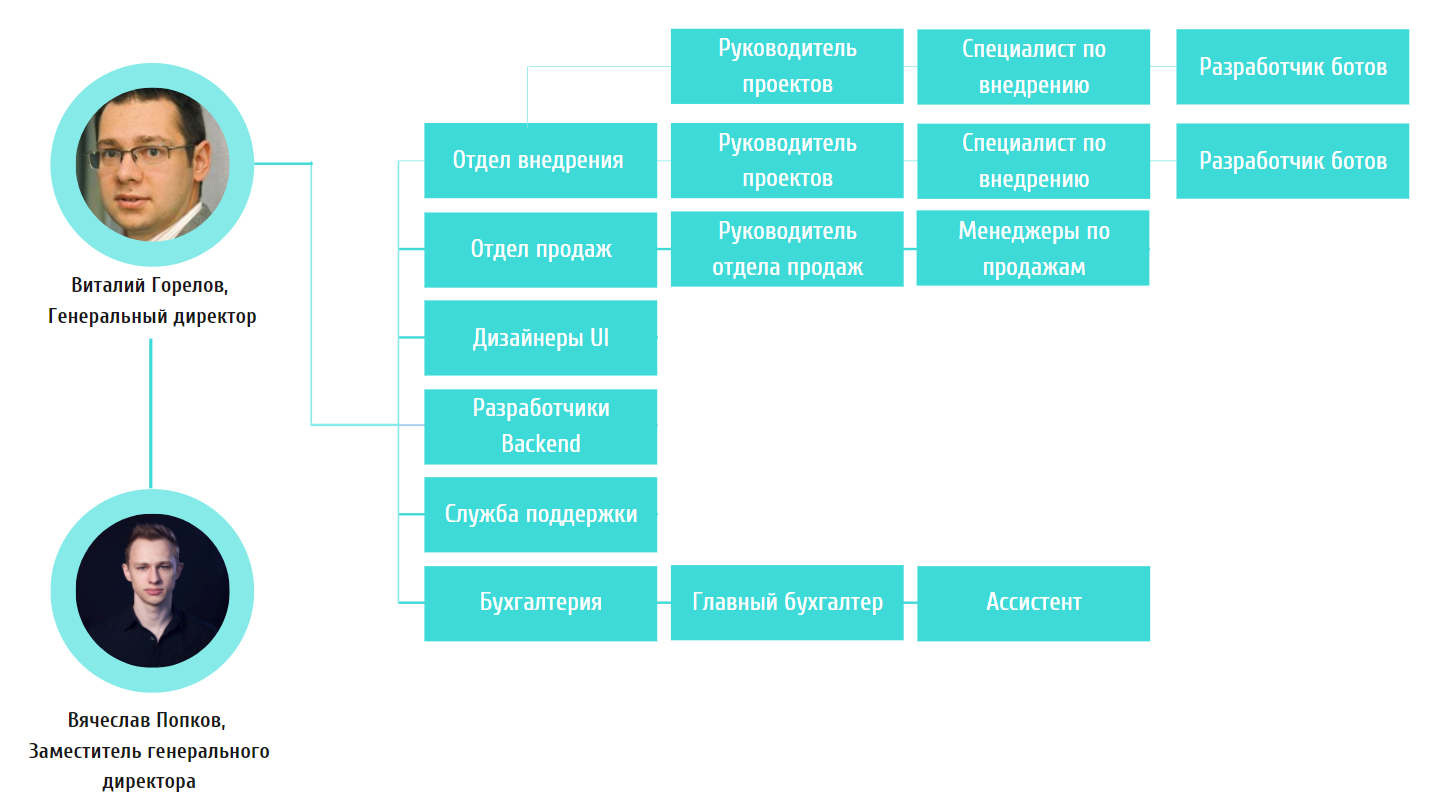 Руководитель
проектов
Специалист по
внедрению
Разработчик ботов
Отдел внедрения
Руководитель
проектов
Специалист по
внедрению
Разработчик ботов
Отдел продаж
Руководитель
отдела продаж
Менеджеры по
продажам
Виталий Горелов,
Генеральный директор
Дизайнеры UI
Разработчики
Backend
Служба поддержки
Бухгалтерия
Главный бухгалтер
Ассистент
Вячеслав Попков,
Заместитель генерального
директора